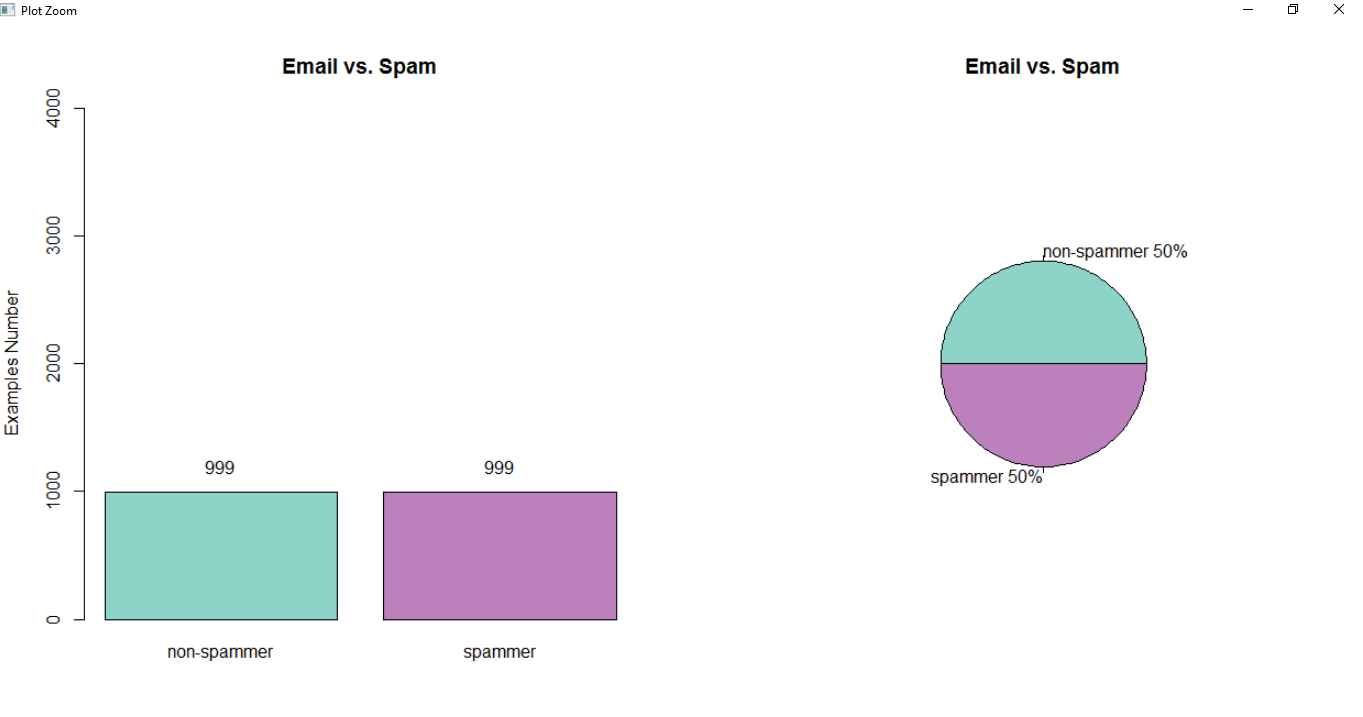 Plot Zoom
Email vs. Spam
4000
3000
2000
1000
0
Examples Number
999
999
non-spammer
spammer
Email vs. Spam
non-spammer 50%
spammer 50%